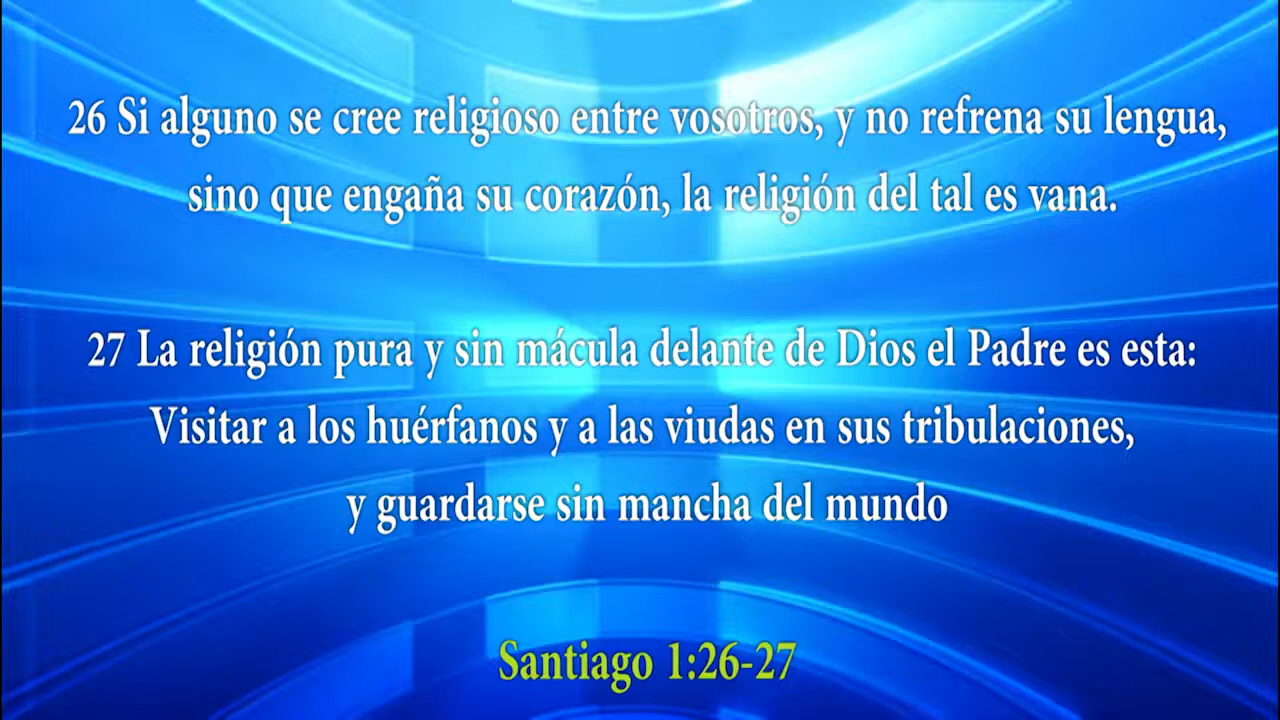 26 Si alguno se cree religioso entre vosotros, y no refrena su lengua,
sino que engaña su corazón, la religión del tal es vana.
27 La religión pura y sin mácula delante de Dios el Padre es esta:
Visitar a los huérfanos y a las viudas en sus tribulaciones,
y guardarse sin mancha del mundo
Santiago 1:26-27